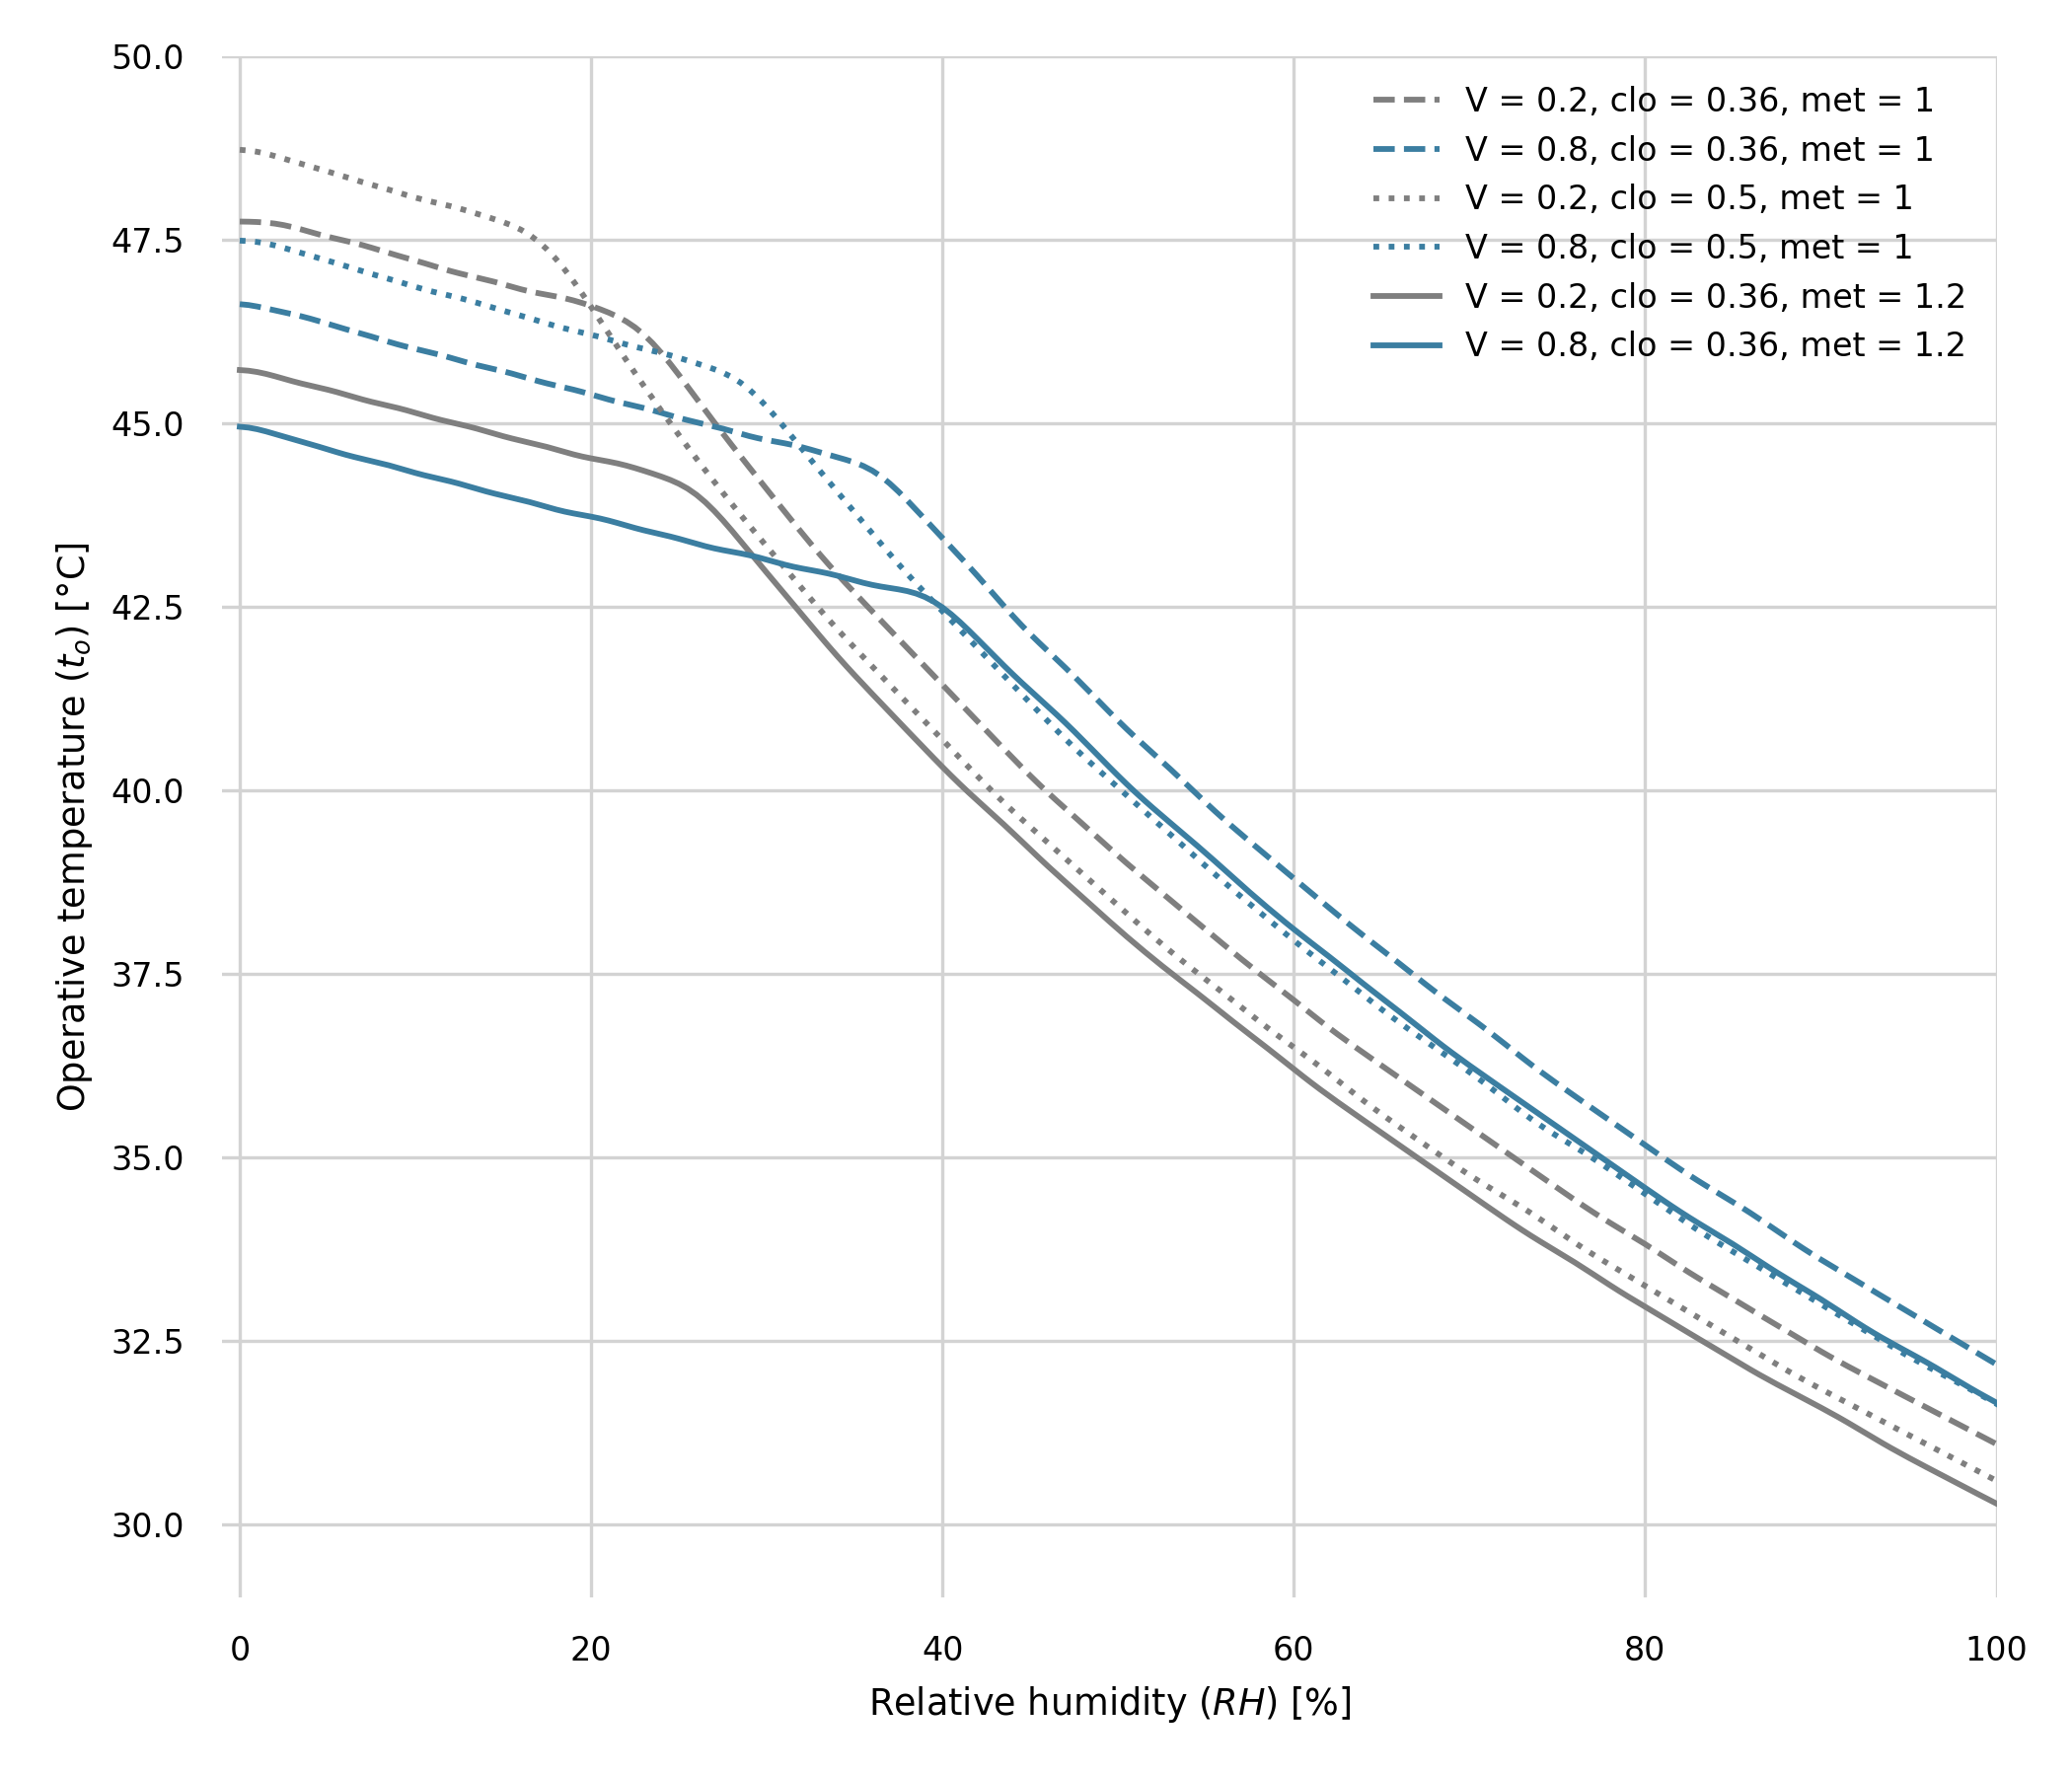 50.0
47.5
45.0
42.5
40.0
37.5
35.0
32.5
30.0
Operative temperature (tₒ) [°C]
V = 0.2, clo = 0.36, met = 1
V = 0.8, clo = 0.36, met = 1
V = 0.2, clo = 0.5, met = 1
V = 0.8, clo = 0.5, met = 1
V = 0.2, clo = 0.36, met = 1.2
V = 0.8, clo = 0.36, met = 1.2
0 20 40 60 80 100
Relative humidity (RH) [%]